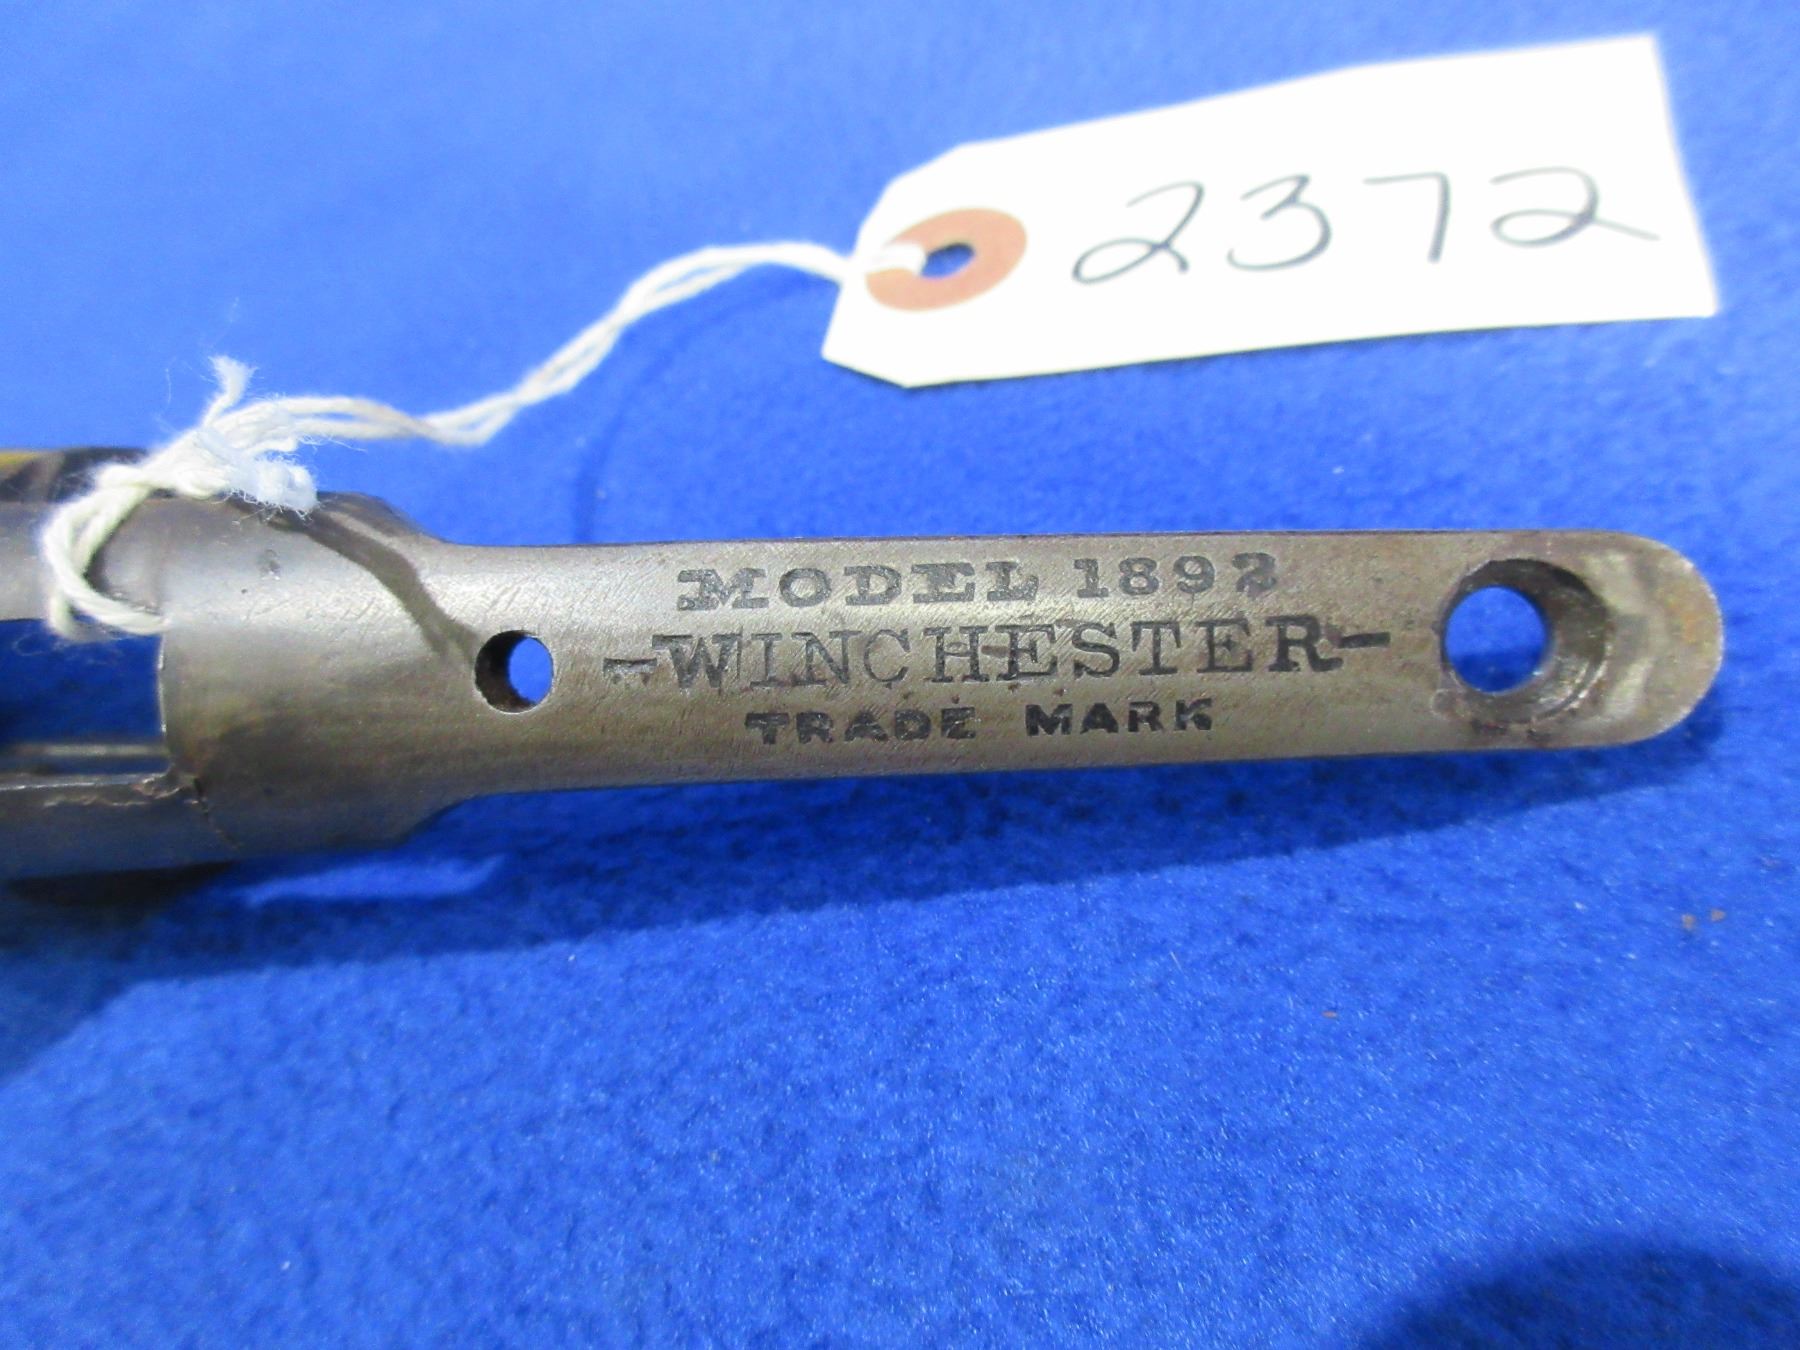 2372
MODEL 1892
-WINCHESTER-
TRADE MARK